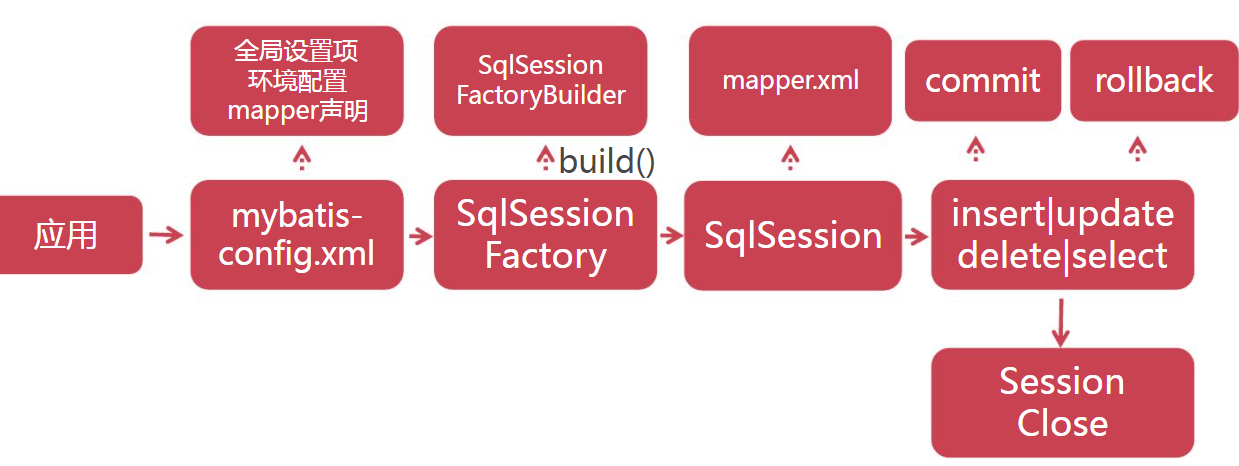 全局设置项
环境配置
mapper声明
SqlSession
FactoryBuilder
mapper.xml
commit
rollback
build()
应用
mybatis-
config.xml
SqlSession
Factory
SqlSession
insert|update
delete|select
Session
Close